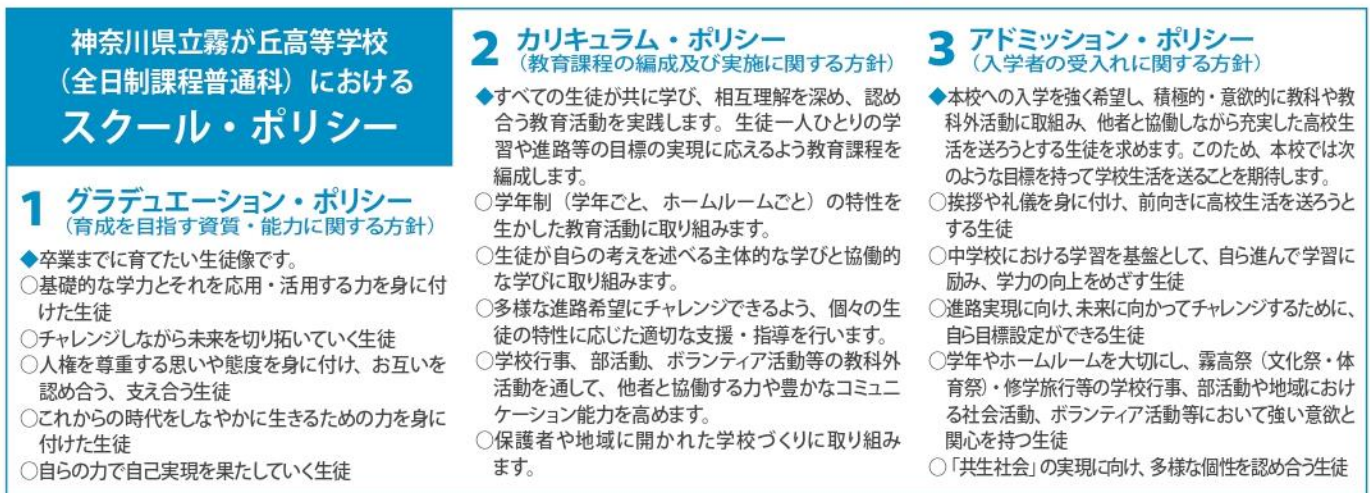 神奈川県立霧が丘高等学校
（全日制課程普通科）における
スクール・ポリシー
1 グラデュエーション・ポリシー
（育成を目指す資質・能力に関する方針）
◆卒業までに育てたい生徒像です。
○基礎的な学力とそれを応用・活用する力を身に付
けた生徒
○チャレンジしながら未来を切り拓いていく生徒
○人権を尊重する思いや態度を身に付け、お互いを
認め合う、支え合う生徒
○これからの時代をしなやかに生きるための力を身に
付けた生徒
○自らの力で自己実現を果たしていく生徒
2 カリキュラム・ポリシー
（教育課程の編成及び実施に関する方針）
◆すべての生徒が共に学び、相互理解を深め、認め
合う教育活動を実践します。生徒一人ひとりの学
習や進路等の目標の実現に応えるよう教育課程を
編成します。
○学年制（学年ごと、ホームルームごと）の特性を
生かした教育活動に取り組みます。
○生徒が自らの考えを述べる主体的な学びと協働的
な学びに取り組みます。
○多様な進路希望にチャレンジできるよう、個々の生
徒の特性に応じた適切な支援・指導を行います。
○学校行事、部活動、ボランティア活動等の教科外
活動を通して、他者と協働する力や豊かなコミュニ
ケーション能力を高めます。
○保護者や地域に開かれた学校づくりに取り組み
ます。
3 アドミッション・ポリシー
（入学者の受入れに関する方針）
◆本校への入学を強く希望し、積極的・意欲的に教科や教
科外活動に取組み、他者と協働しながら充実した高校生
活を送ろうとする生徒を求めます。このため、本校では次
のような目標を持って学校生活を送ることを期待します。
○挨拶や礼儀を身に付け、前向きに高校生活を送ろうと
する生徒
○中学校における学習を基盤として、自ら進んで学習に
励み、学力の向上をめざす生徒
○進路実現に向け、未来に向かってチャレンジするために、
自ら目標設定ができる生徒
○学年やホームルームを大切にし、霧高祭（文化祭・体
育祭）・修学旅行等の学校行事、部活動や地域におけ
る社会活動、ボランティア活動等において強い意欲と
関心を持つ生徒
○「共生社会」の実現に向け、多様な個性を認め合う生徒